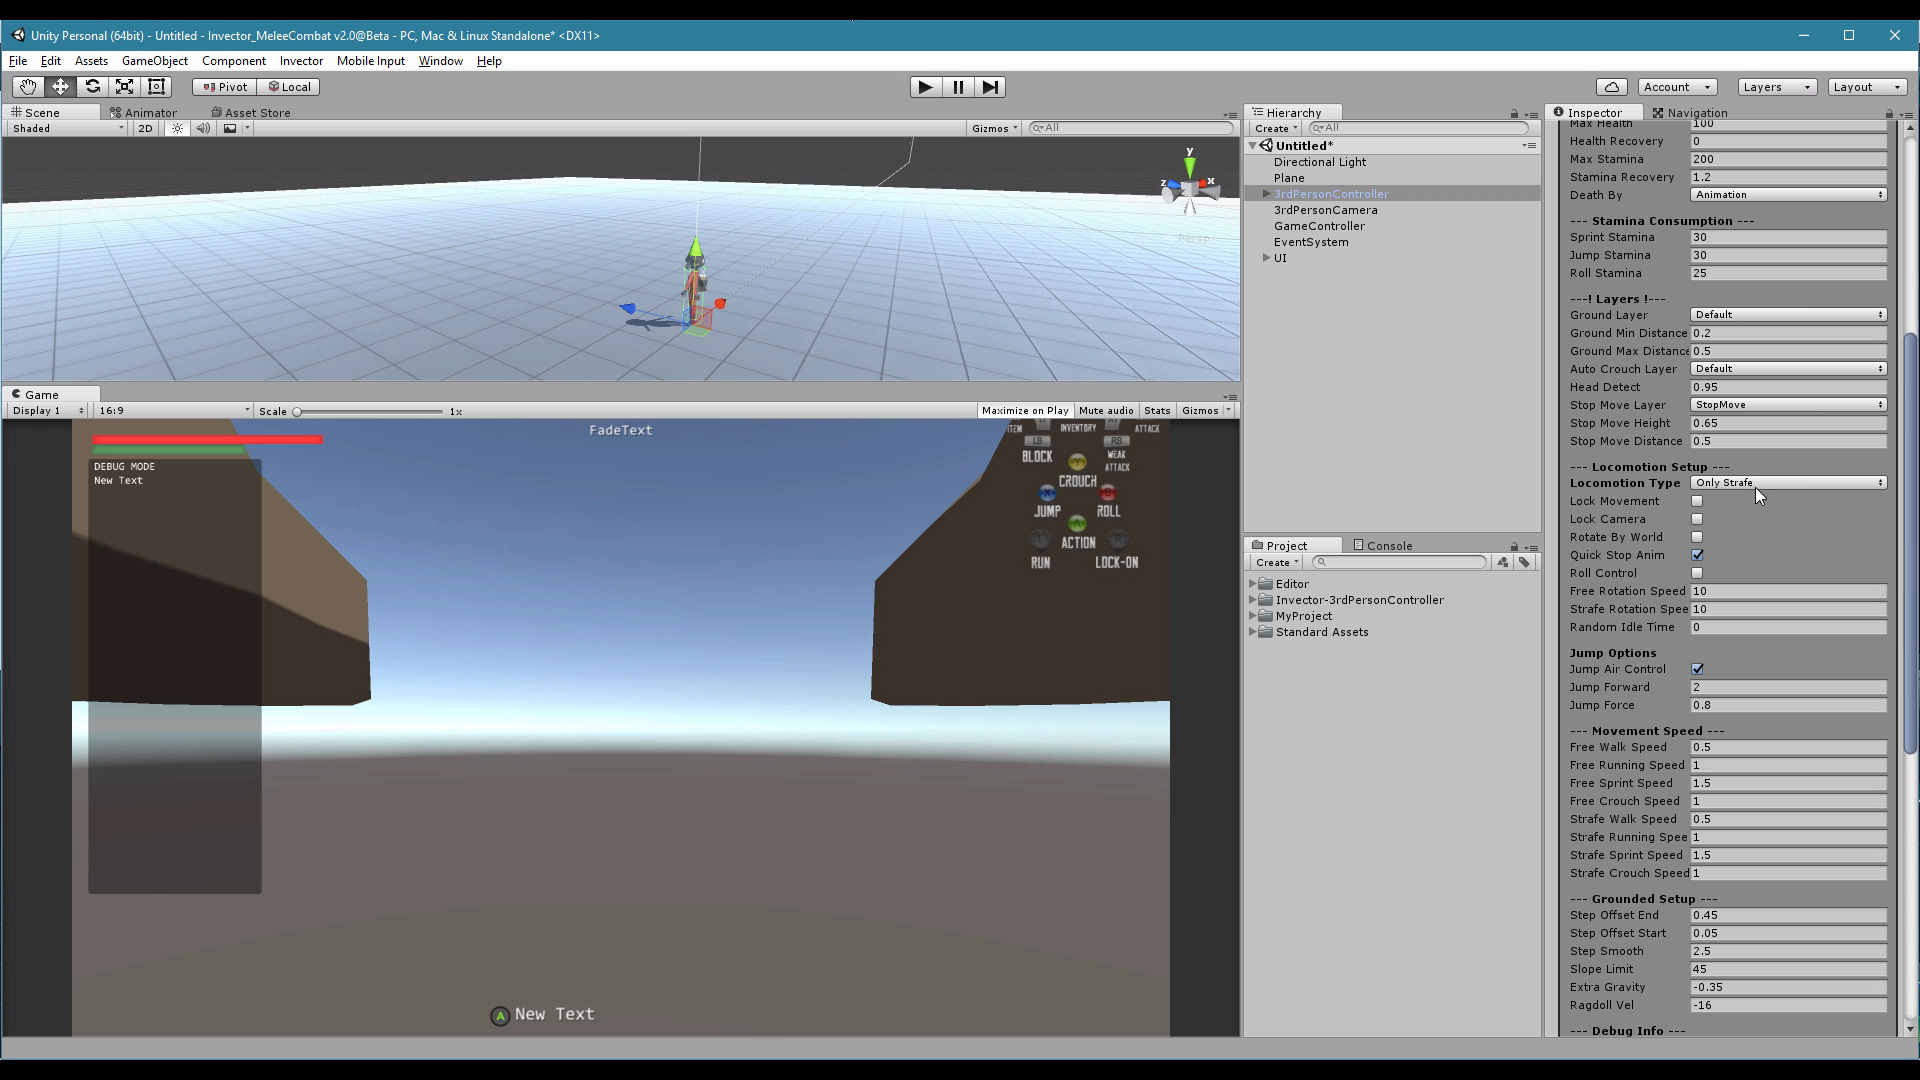 Unity Personal (64bit) - Untitled - Invector_MeleeCombat v2.0@Beta - PC, Mac & Linux Standalone* <DX11>
File Edit Assets GameObject Component Invector Mobile Input Window Help
Pivot Local Account Layers Layout
Scene Animator Asset Store
Shaded 2D Gizmos All
y
z x
Persp
Game
Display 1 16:9 Scale 1x Maximize on Play Mute audio Stats Gizmos
FadeText
DEBUG MODE
New Text
ITEM INVENTORY ATTACK
LB RB
BLOCK WEAK
ATTACK
Y
CROUCH
X B
JUMP ROLL
A
L ACTION R
RUN LOCK-ON
A New Text
Hierarchy
Create All
Untitled*
Directional Light
Plane
3rdPersonController
3rdPersonCamera
GameController
EventSystem
UI
Project Console
Create
Editor
Invector-3rdPersonController
MyProject
Standard Assets
Inspector Navigation
Max Health 100
Health Recovery 0
Max Stamina 200
Stamina Recovery 1.2
Death By Animation
--- Stamina Consumption ---
Sprint Stamina 30
Jump Stamina 30
Roll Stamina 25
---! Layers !---
Ground Layer Default
Ground Min Distance 0.2
Ground Max Distance 0.5
Auto Crouch Layer Default
Head Detect 0.95
Stop Move Layer StopMove
Stop Move Height 0.65
Stop Move Distance 0.5
--- Locomotion Setup ---
Locomotion Type Only Strafe
Lock Movement
Lock Camera
Rotate By World
Quick Stop Anim
Roll Control
Free Rotation Speed 10
Strafe Rotation Spee 10
Random Idle Time 0
Jump Options
Jump Air Control
Jump Forward 2
Jump Force 0.8
--- Movement Speed ---
Free Walk Speed 0.5
Free Running Speed 1
Free Sprint Speed 1.5
Free Crouch Speed 1
Strafe Walk Speed 0.5
Strafe Running Spee 1
Strafe Sprint Speed 1.5
Strafe Crouch Speed 1
--- Grounded Setup ---
Step Offset End 0.45
Step Offset Start 0.05
Step Smooth 2.5
Slope Limit 45
Extra Gravity -0.35
Ragdoll Vel -16
--- Debug Info ---